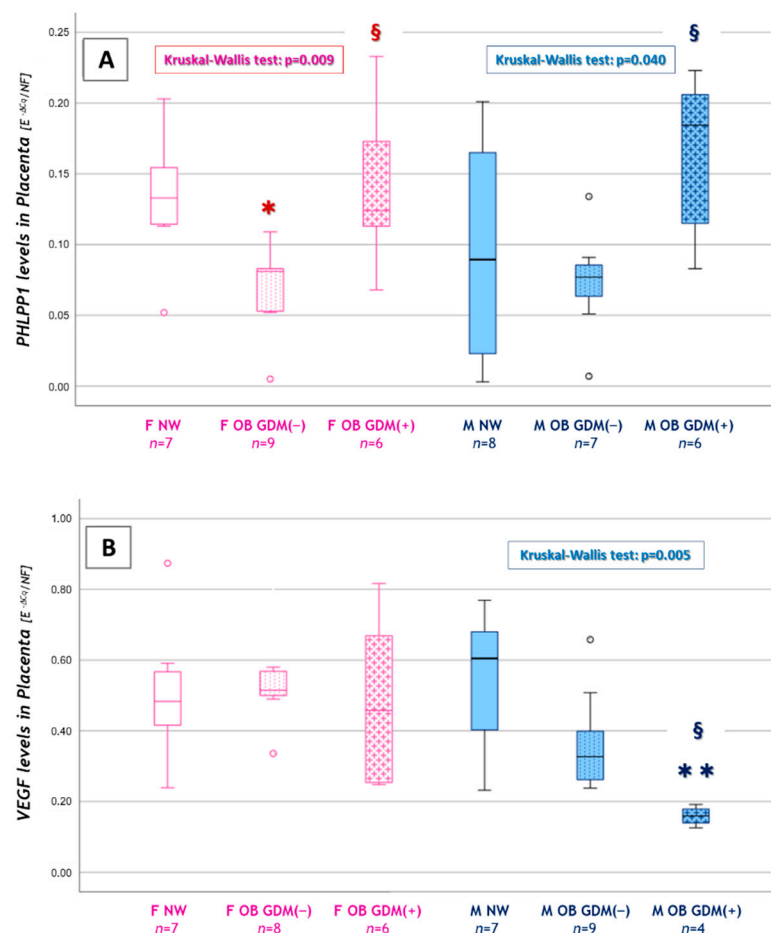 A
Kruskal-Wallis test: p=0.009
§
Kruskal-Wallis test: p=0.040
§
*
PHLPP1 levels in Placenta [E^-ΔCq/NF]
0.25
0.20
0.15
0.10
0.05
0.00
F NW
n=7
F OB GDM(−)
n=9
F OB GDM(+)
n=6
M NW
n=8
M OB GDM(−)
n=7
M OB GDM(+)
n=6
B
Kruskal-Wallis test: p=0.005
§
* *
VEGF levels in Placenta [E^-ΔCq/NF]
1.00
0.80
0.60
0.40
0.20
0.00
F NW
n=7
F OB GDM(−)
n=8
F OB GDM(+)
n=6
M NW
n=7
M OB GDM(−)
n=9
M OB GDM(+)
n=4